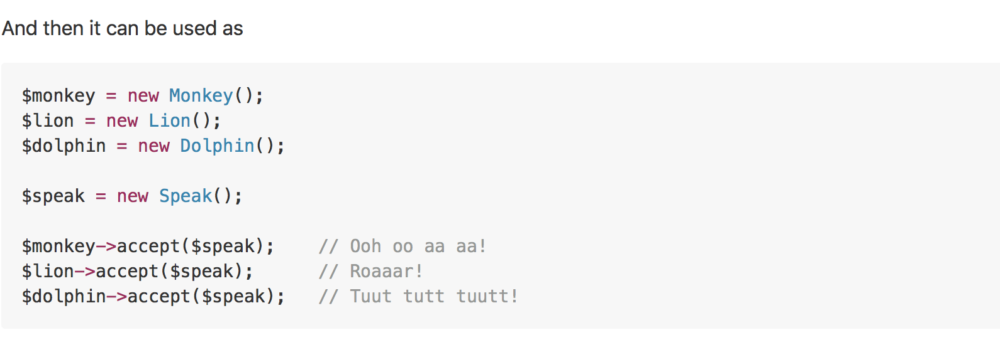 And then it can be used as
$monkey = new Monkey();
$lion = new Lion();
$dolphin = new Dolphin();
$speak = new Speak();
$monkey->accept($speak);    // Ooh oo aa aa!
$lion->accept($speak);      // Roaaar!
$dolphin->accept($speak);   // Tuut tutt tuutt!